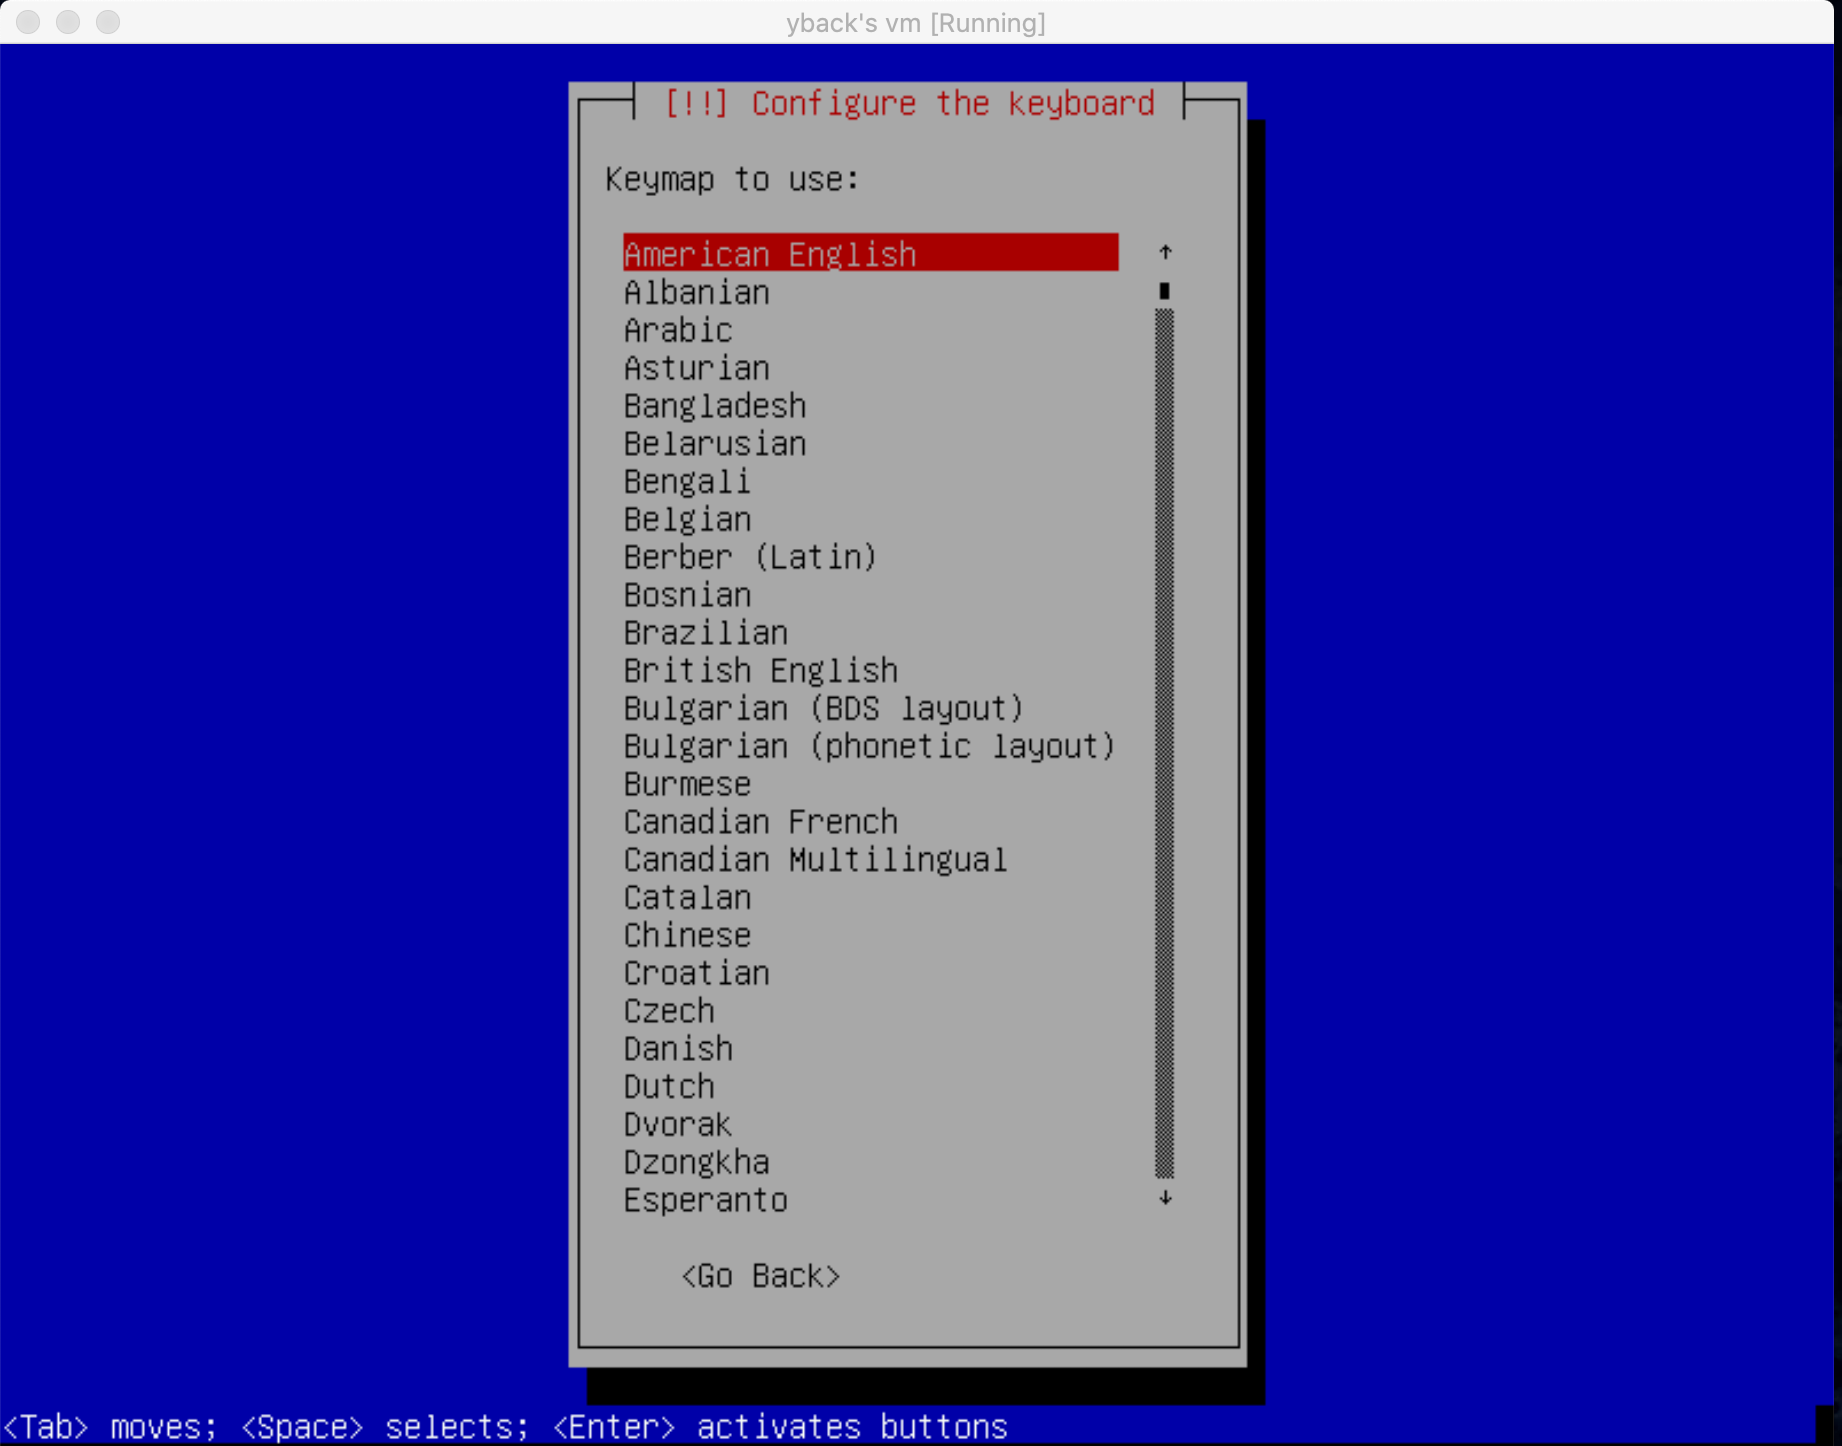 yback's vm [Running]
[!!] Configure the keyboard
Keymap to use:
American English
Albanian
Arabic
Asturian
Bangladesh
Belarusian
Bengali
Belgian
Berber (Latin)
Bosnian
Brazilian
British English
Bulgarian (BDS layout)
Bulgarian (phonetic layout)
Burmese
Canadian French
Canadian Multilingual
Catalan
Chinese
Croatian
Czech
Danish
Dutch
Dvorak
Dzongkha
Esperanto
<Go Back>
<Tab> moves; <Space> selects; <Enter> activates buttons